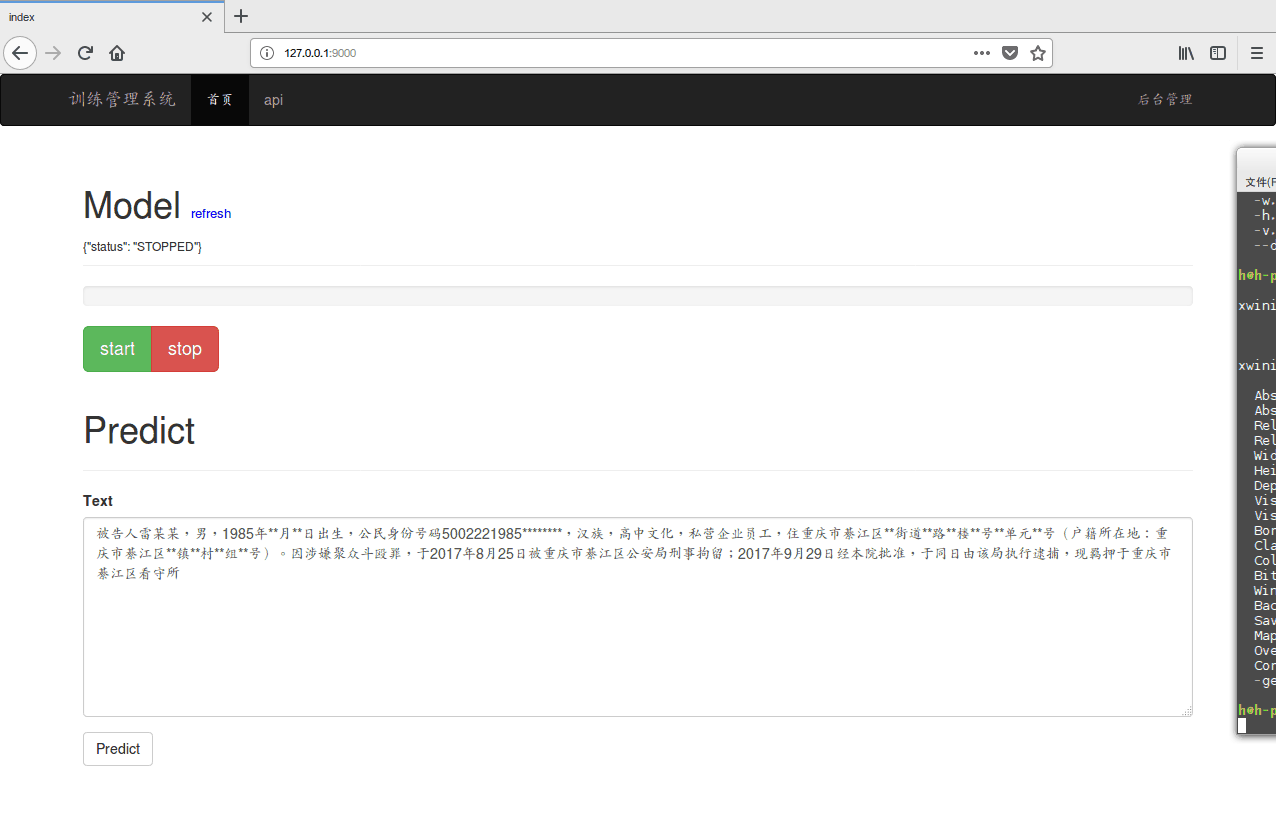 index
127.0.0.1:9000
训练管理系统 首页 api 后台管理
Model refresh
{"status": "STOPPED"}
start stop
Predict
Text
被告人雷某某，男，1985年**月**日出生，公民身份号码5002221985********，汉族，高中文化，私营企业员工，住重庆市綦江区**街道**路**楼**号**单元**号（户籍所在地：重
庆市綦江区**镇**村**组**号）。因涉嫌聚众斗殴罪，于2017年8月25日被重庆市綦江区公安局刑事拘留；2017年9月29日经本院批准，于同日由该局执行逮捕，现羁押于重庆市
綦江区看守所
Predict
文件(F
-w.
-h.
-v.
--c
h@h-p
xwini
xwini
Abs
Abs
Rel
Rel
Wid
Hei
Dep
Vis
Vis
Bor
Cla
Col
Bit
Win
Bac
Sav
Map
Ove
Cor
-ge
h@h-p